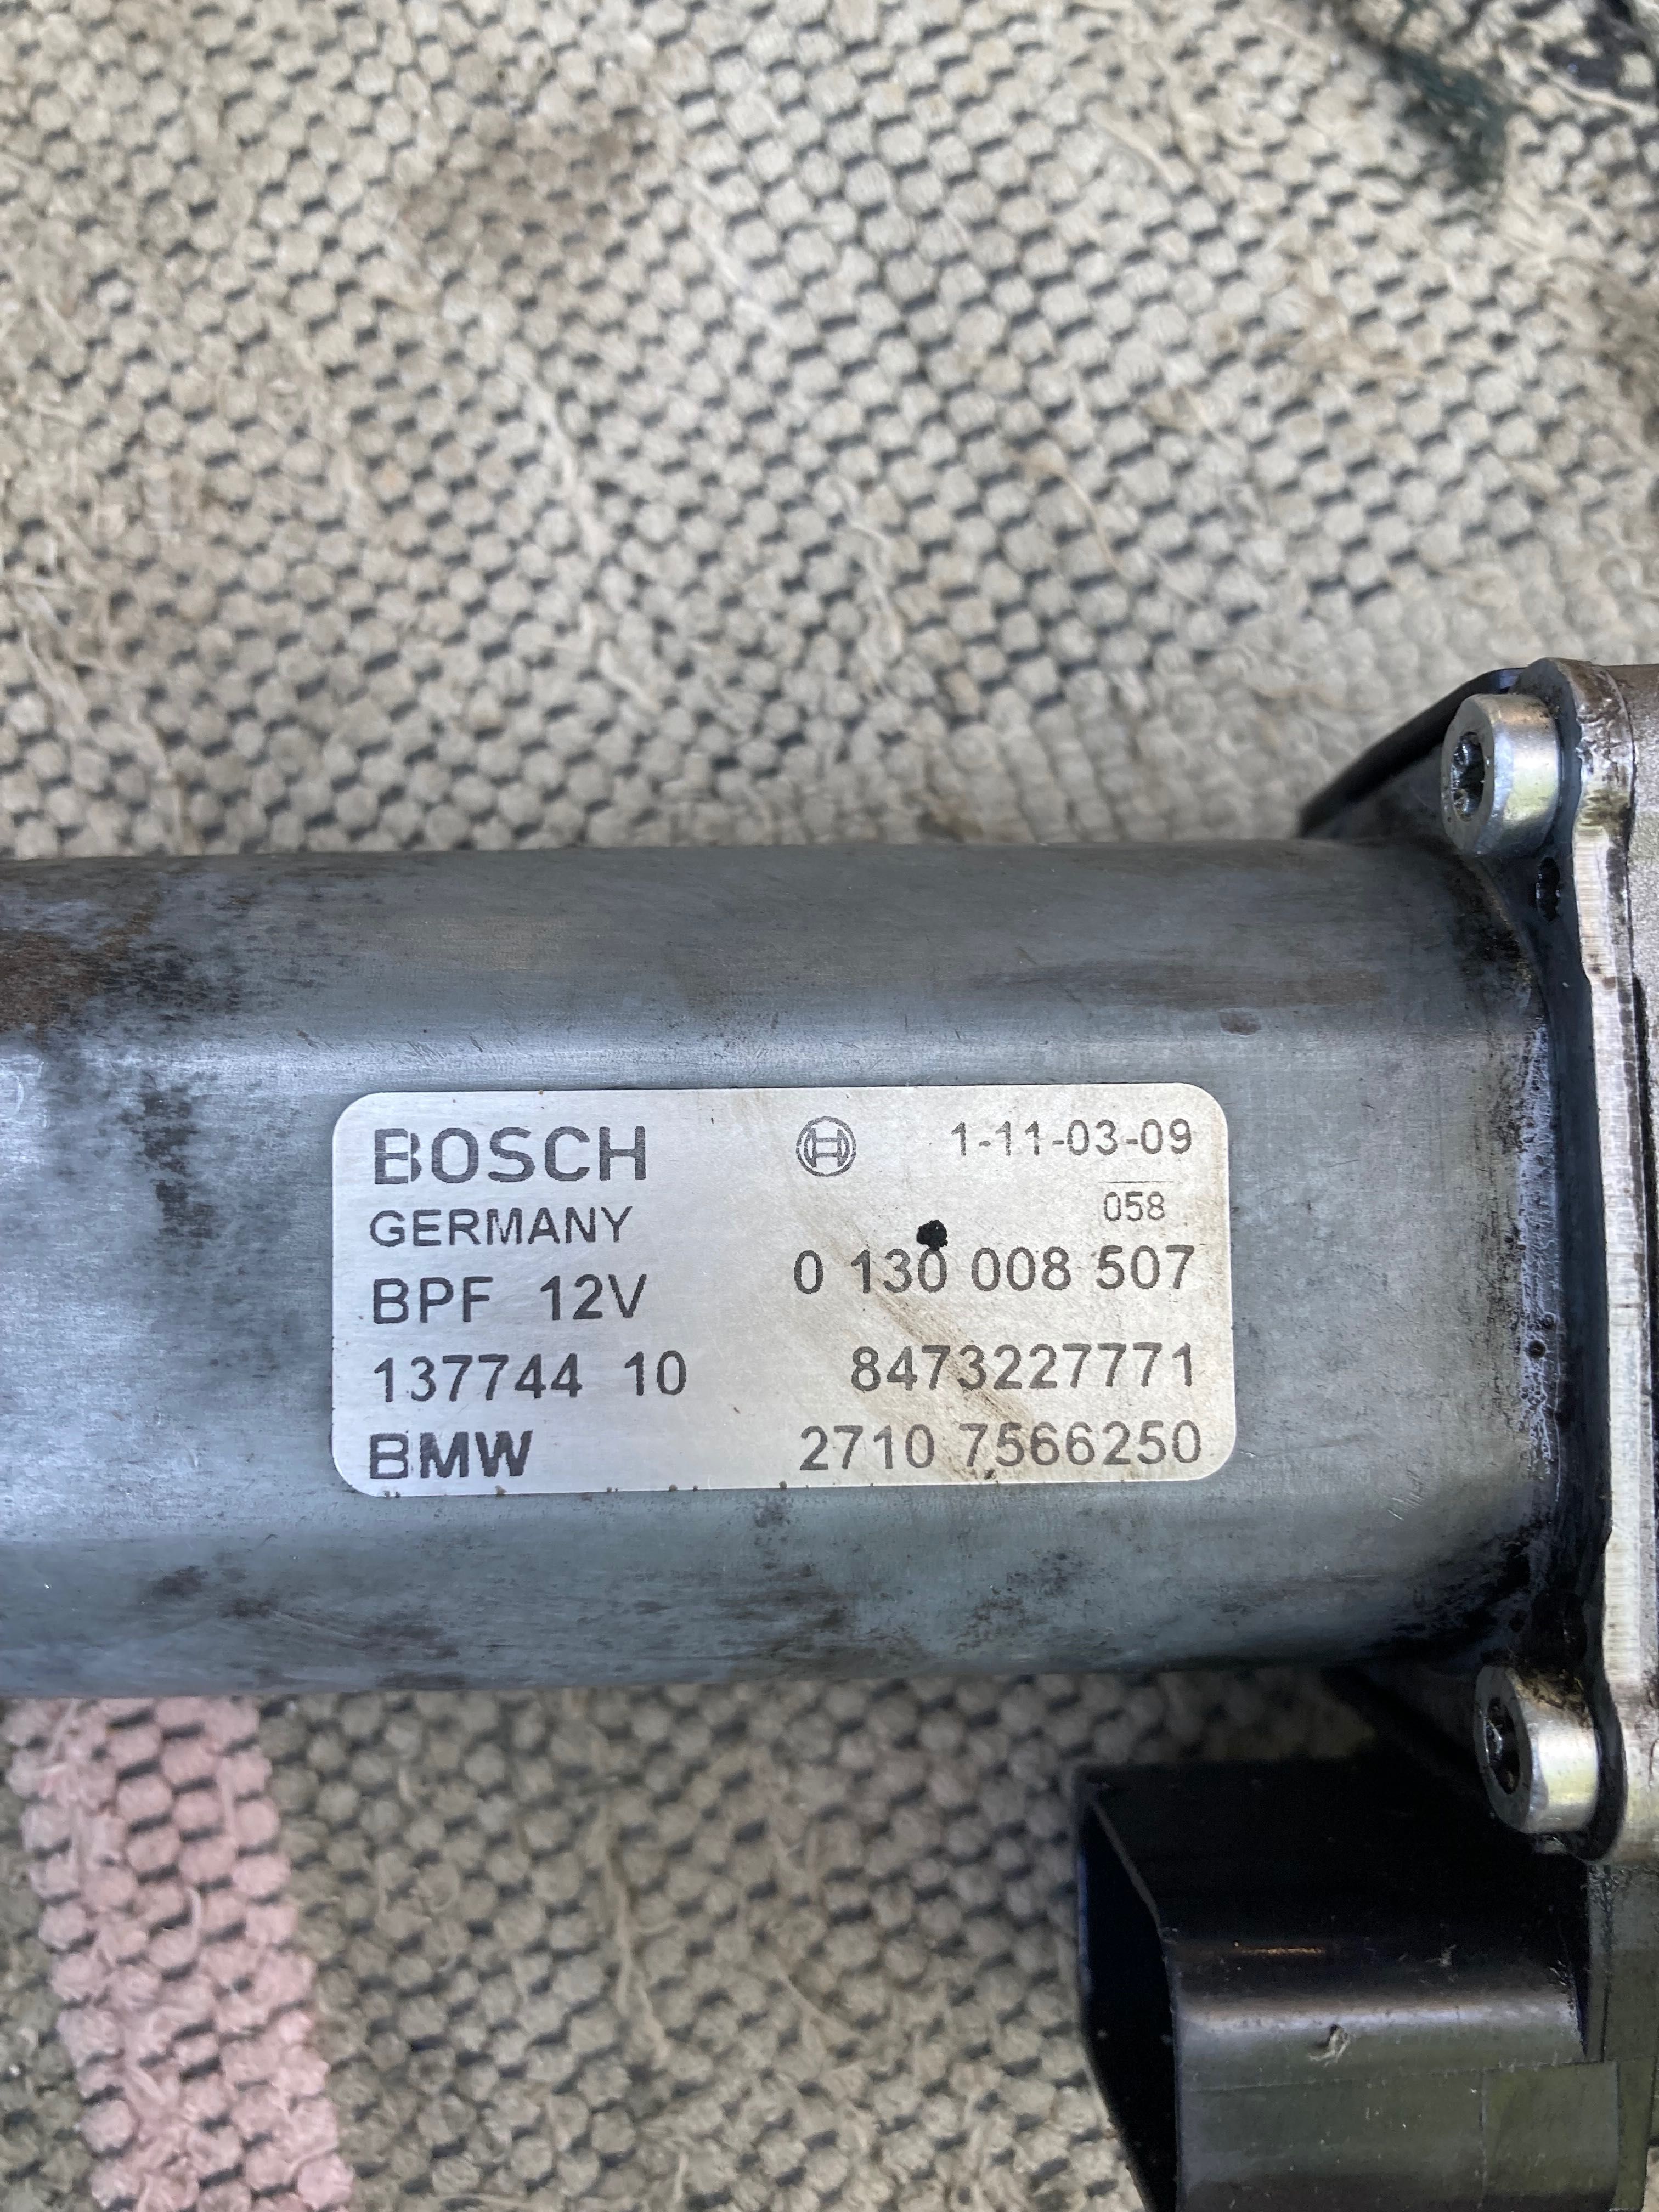 BOSCH 1-11-03-09
GERMANY 058
BPF 12V 0 130 008 507
137744 10 8473227771
BMW 2710 7566250